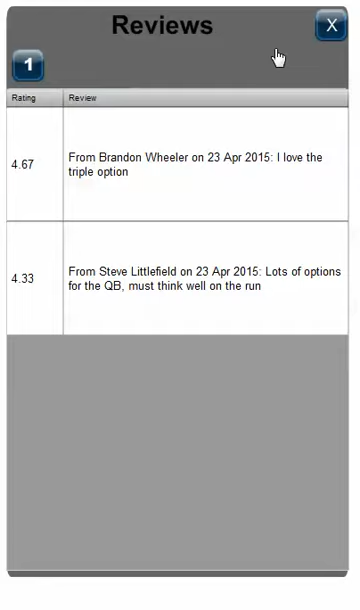 Reviews
X
1
Rating Review
4.67
From Brandon Wheeler on 23 Apr 2015: I love the
triple option
4.33
From Steve Littlefield on 23 Apr 2015: Lots of options
for the QB, must think well on the run